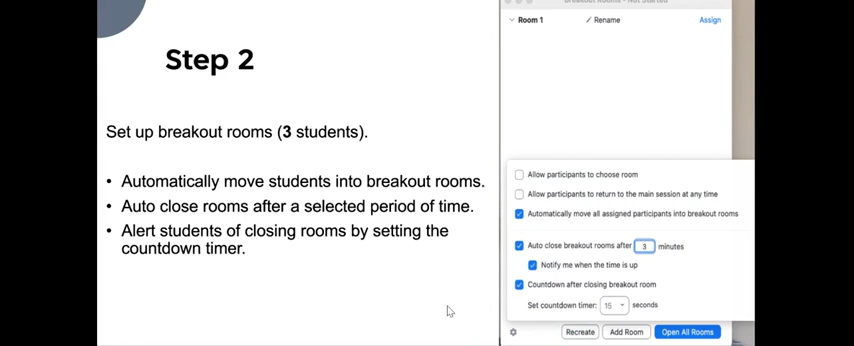 Step 2
Set up breakout rooms (3 students).
• Automatically move students into breakout rooms.
• Auto close rooms after a selected period of time.
• Alert students of closing rooms by setting the
countdown timer.
Breakout Rooms - Not Started
Room 1 Rename Assign
Allow participants to choose room
Allow participants to return to the main session at any time
Automatically move all assigned participants into breakout rooms
Auto close breakout rooms after 3 minutes
Notify me when the time is up
Countdown after closing breakout room
Set countdown timer: 15 seconds
Recreate Add Room Open All Rooms